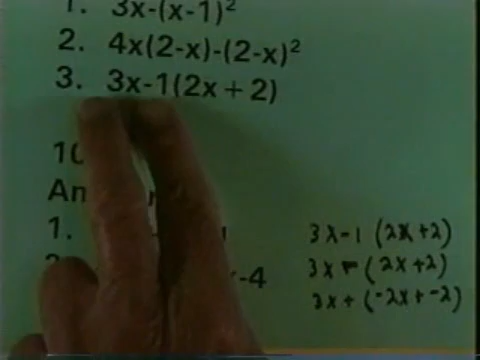 1. 3x-(x-1)²
2. 4x(2-x)-(2-x)²
3. 3x-1(2x+2)
10
An
1.
-4
3x-1 (2x+2)
3x-(2x+2)
3x+(-2x+-2)